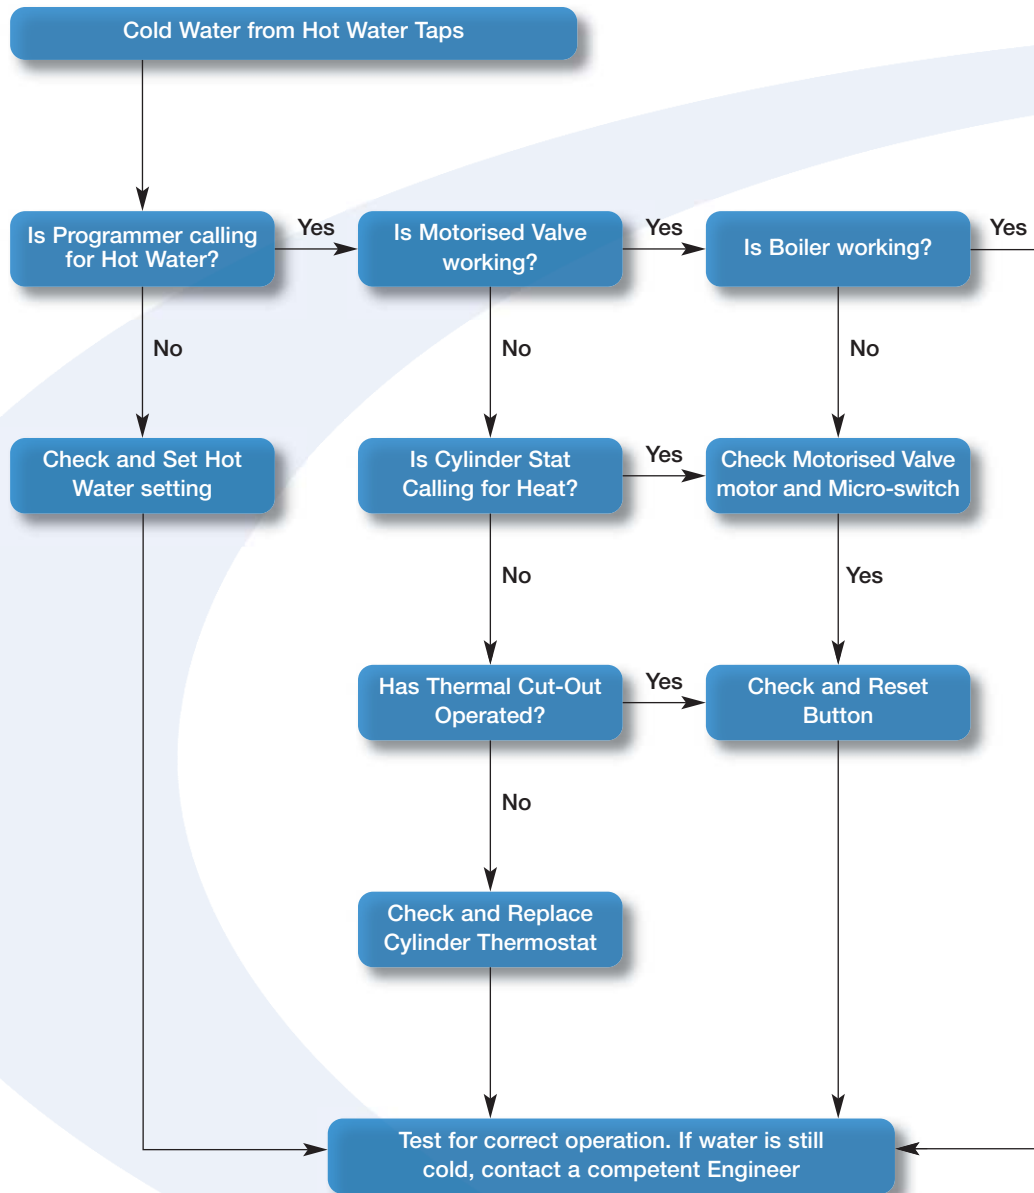 Cold Water from Hot Water Taps
Is Programmer calling
for Hot Water?
Yes
Is Motorised Valve
working?
Yes
Is Boiler working?
Yes
No
No
No
Check and Set Hot
Water setting
Is Cylinder Stat
Calling for Heat?
Yes
Check Motorised Valve
motor and Micro-switch
No
Yes
Has Thermal Cut-Out
Operated?
Yes
Check and Reset
Button
No
Check and Replace
Cylinder Thermostat
Test for correct operation. If water is still
cold, contact a competent Engineer